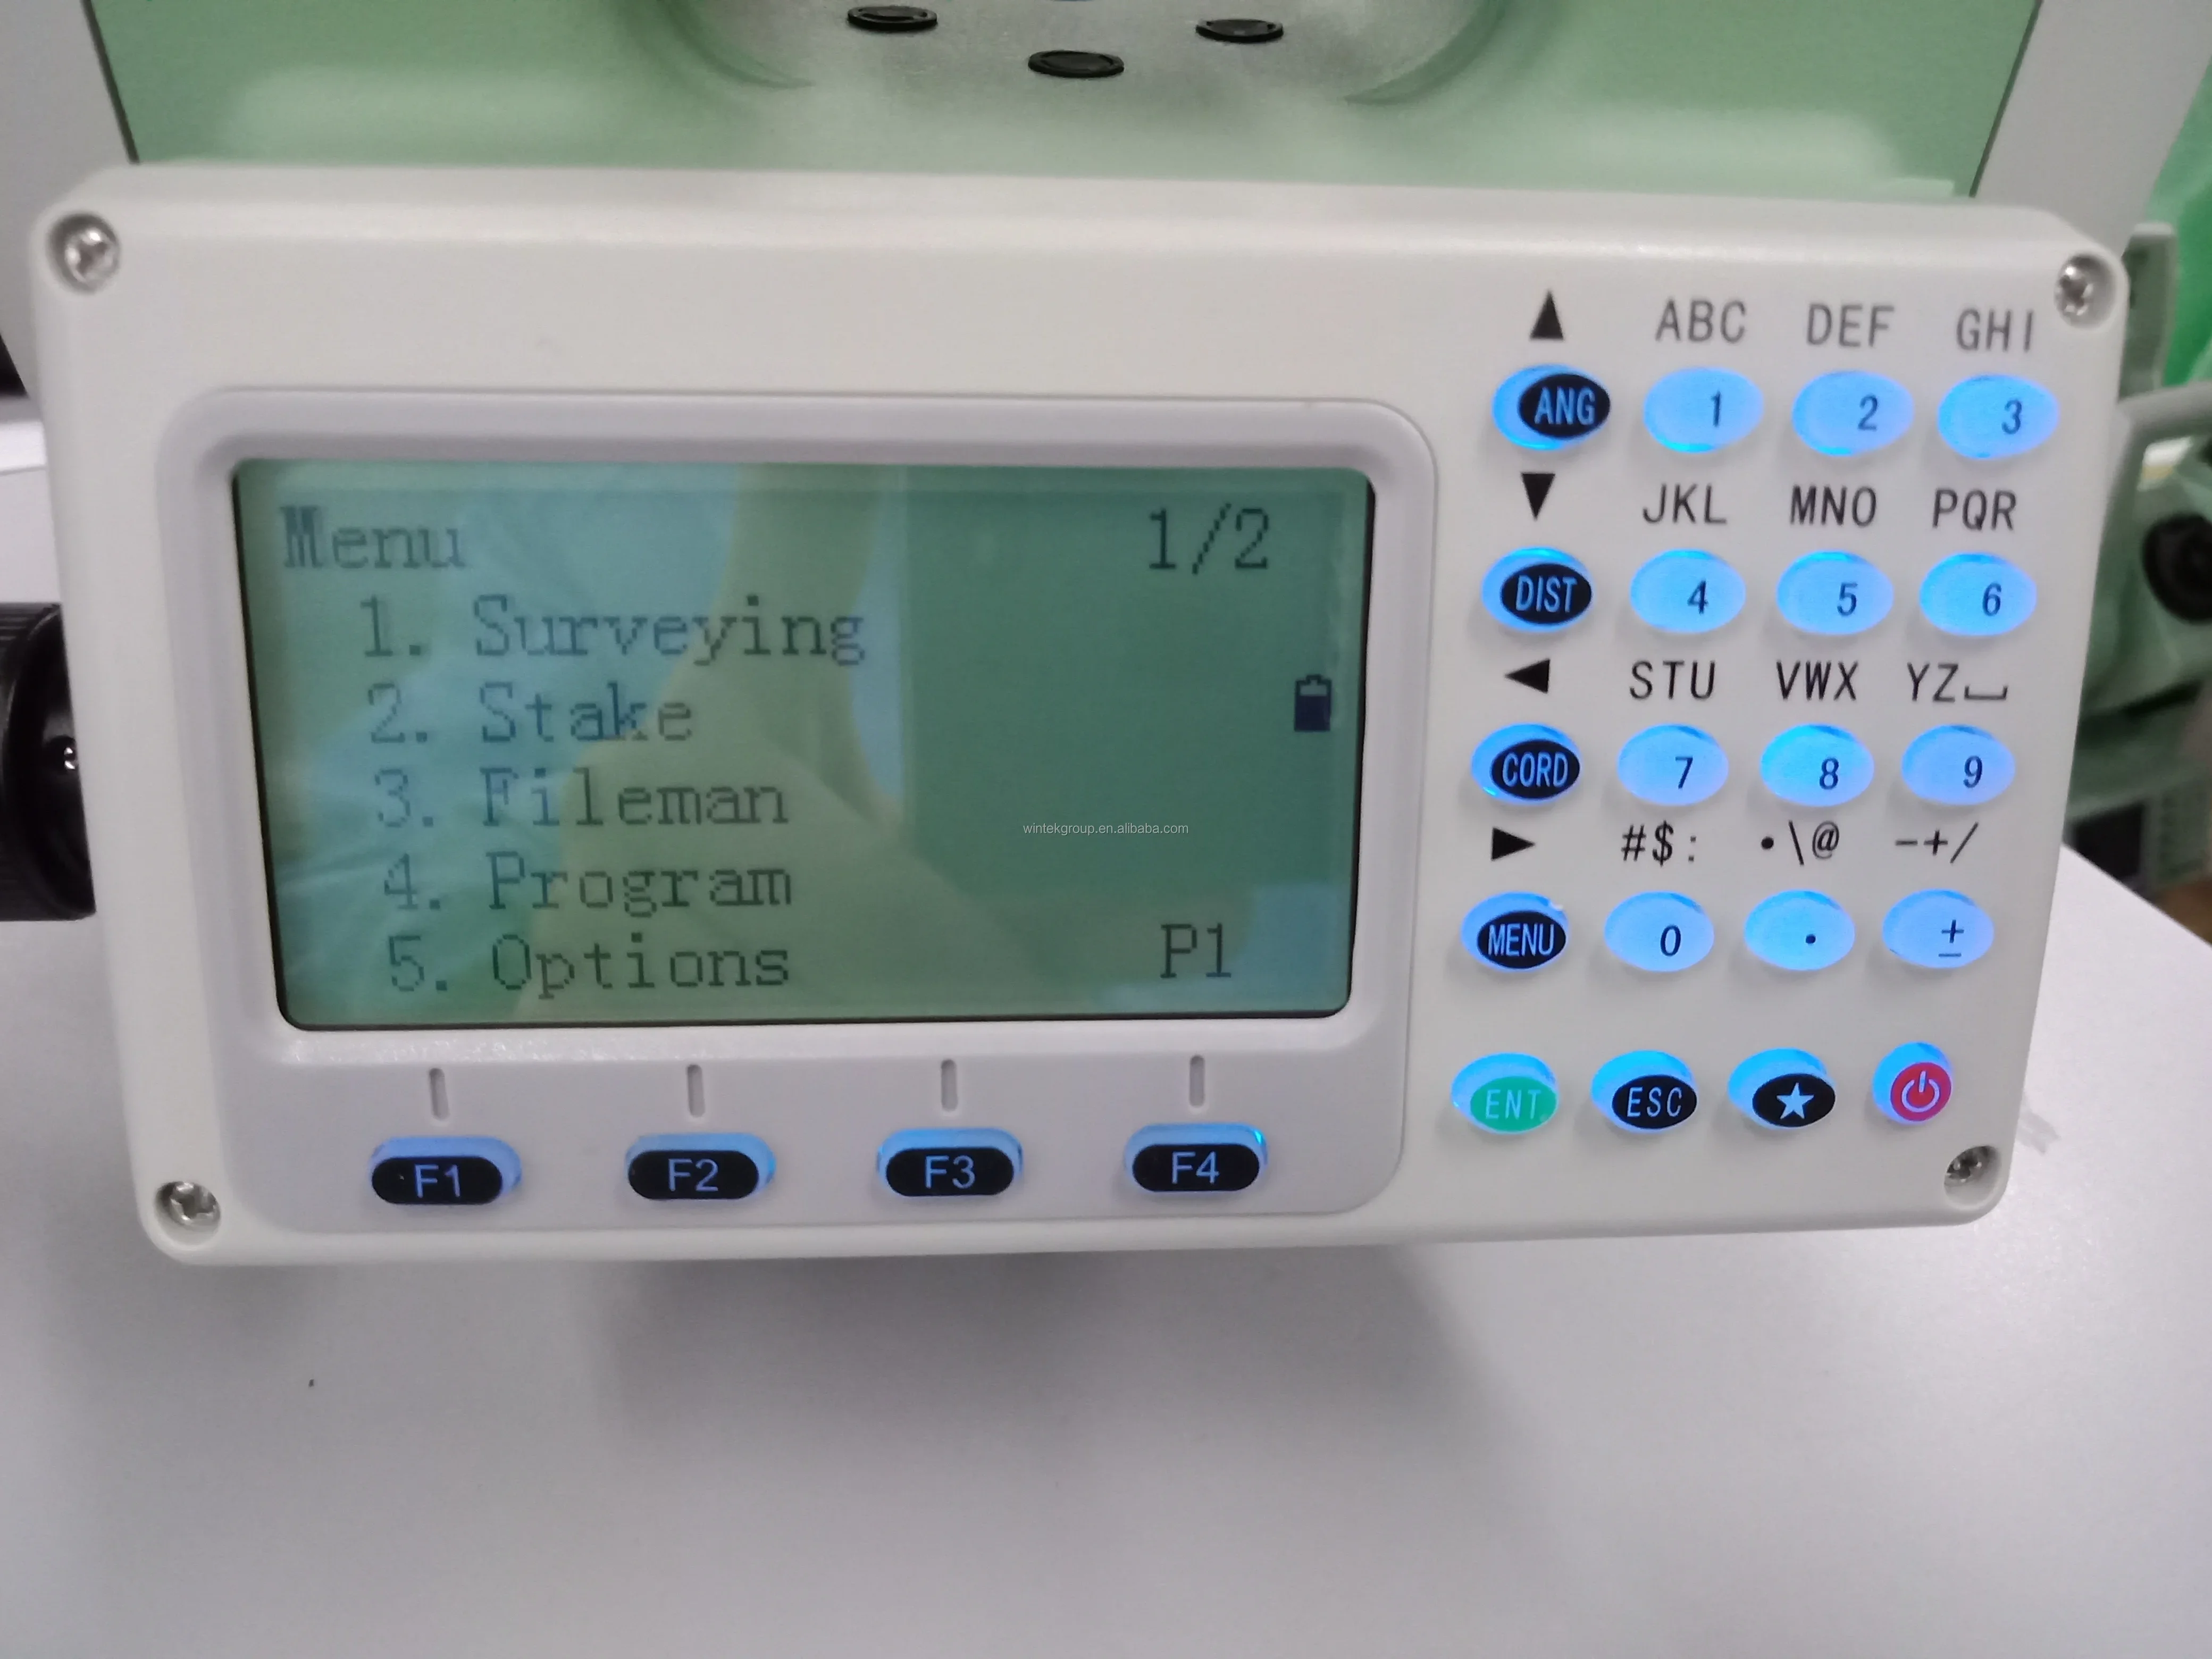 Menu 1/2
1. Surveying
2. Stake
3. Fileman
4. Program
5. Options P1
F1 F2 F3 F4
▲ ABC DEF GHI
ANG 1 2 3
▼ JKL MNO PQR
DIST 4 5 6
◀ STU VWX YZ⎵
CORD 7 8 9
▶ #$: •\@ -+/
MENU 0 . ±
ENT ESC ★
wintekgroup.en.alibaba.com